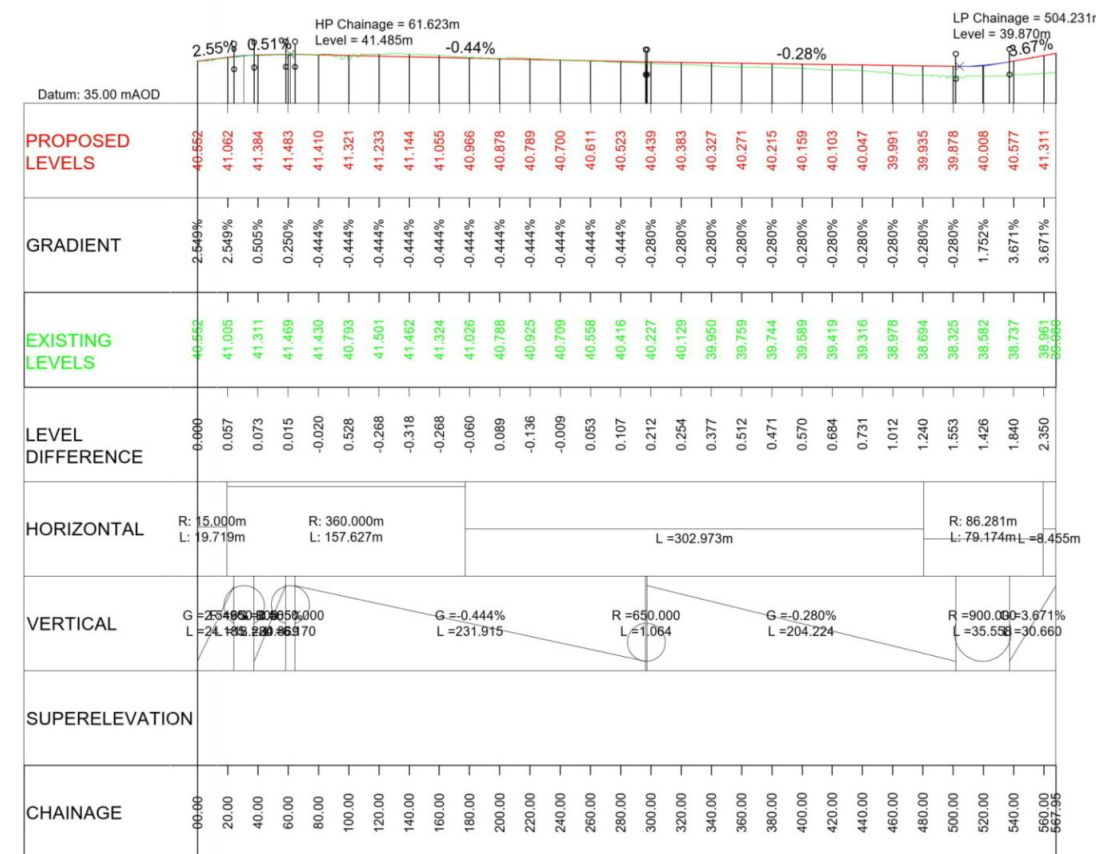 HP Chainage = 61.623m
Level = 41.485m
LP Chainage = 504.231m
Level = 39.870m
2.55% 0.51% -0.44% -0.28% 3.67%
Datum: 35.00 mAOD
PROPOSED
LEVELS
40.552 41.062 41.384 41.483 41.410 41.321 41.233 41.144 41.055 40.966 40.878 40.789 40.700 40.611 40.523 40.439 40.383 40.327 40.271 40.215 40.159 40.103 40.047 39.991 39.935 39.878 40.008 40.577 41.311
GRADIENT
2.549% 2.549% 0.505% 0.250% -0.444% -0.444% -0.444% -0.444% -0.444% -0.444% -0.444% -0.444% -0.444% -0.444% -0.444% -0.280% -0.280% -0.280% -0.280% -0.280% -0.280% -0.280% -0.280% -0.280% -0.280% -0.280% 1.752% 3.671% 3.671%
EXISTING
LEVELS
40.552 41.005 41.311 41.469 41.430 40.793 41.501 41.462 41.324 41.026 40.788 40.925 40.709 40.558 40.416 40.227 40.129 39.950 39.759 39.744 39.589 39.419 39.316 38.978 38.694 38.325 38.582 38.737 38.961
LEVEL
DIFFERENCE
0.000 0.057 0.073 0.015 -0.020 0.528 -0.268 -0.318 -0.268 -0.060 0.089 -0.136 -0.009 0.053 0.107 0.212 0.254 0.377 0.512 0.471 0.570 0.684 0.731 1.012 1.240 1.553 1.426 1.840 2.350
HORIZONTAL
R: 15.000m
L: 19.719m
R: 360.000m
L: 157.627m
L =302.973m
R: 86.281m
L: 79.174m
L =8.455m
VERTICAL
G =-0.444%
L =231.915
R =650.000
L =1.064
G =-0.280%
L =204.224
R =900.000
L =35.558
G =3.671%
L =30.660
SUPERELEVATION
CHAINAGE
00.00 20.00 40.00 60.00 80.00 100.00 120.00 140.00 160.00 180.00 200.00 220.00 240.00 260.00 280.00 300.00 320.00 340.00 360.00 380.00 400.00 420.00 440.00 460.00 480.00 500.00 520.00 540.00 560.00 567.95